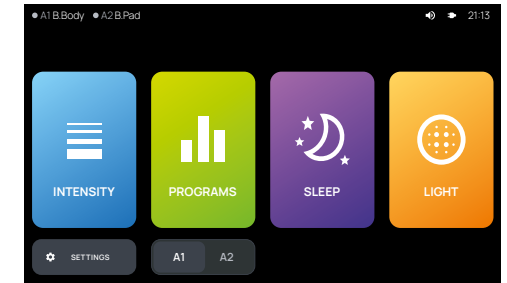 A1 B.Body A2 B.Pad 21:13
INTENSITY PROGRAMS SLEEP LIGHT
SETTINGS A1 A2